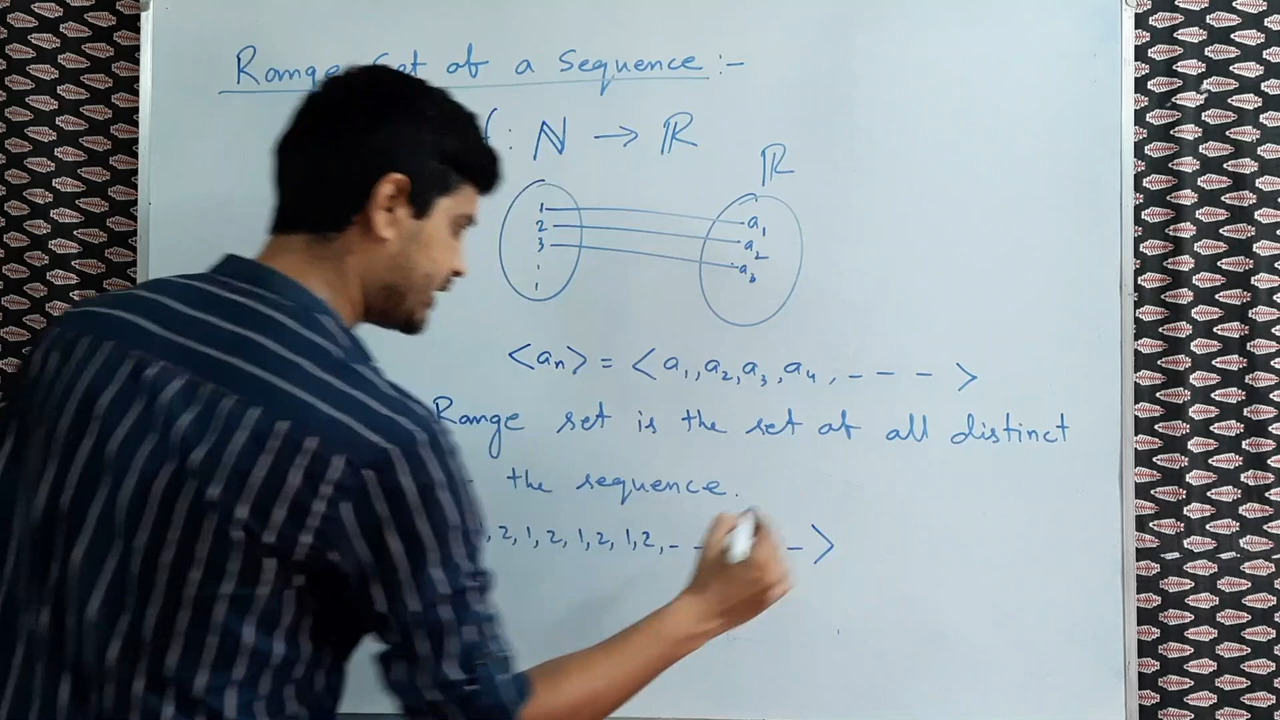 Range Set of a Sequence :-
f : ℕ → ℝ
ℝ
1 a₁
2 a₂
3 a₃
<aₙ> = < a₁, a₂, a₃, a₄, - - - >
Range set is the set of all distinct
the sequence.
, 2, 1, 2, 1, 2, 1, 2, - - - >